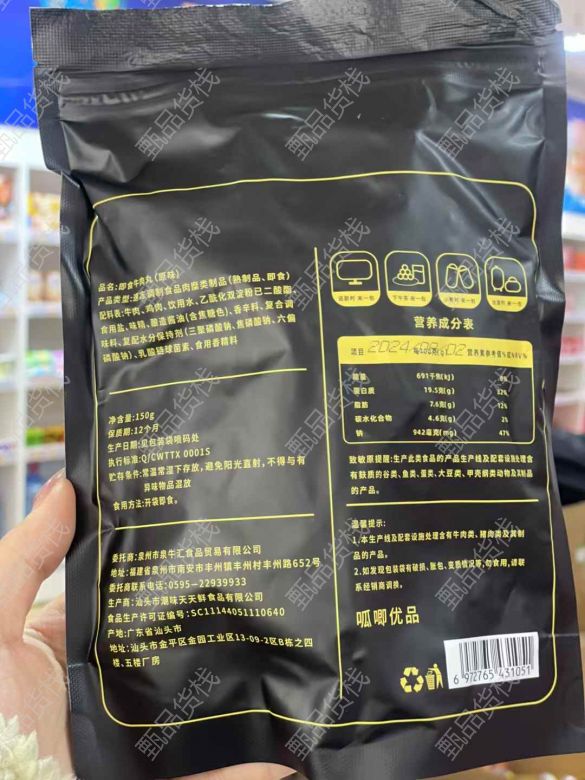 品名:即食牛肉丸(原味)
产品类型:速冻调制食品肉糜类制品(熟制品、即食)
配料表:牛肉、鸡肉、饮用水、乙酰化双淀粉己二酸酯、
食用盐、味精、酿造酱油(含焦糖色)、香辛料、复合调
味料、复配水分保持剂(三聚磷酸钠、焦磷酸钠、六偏
磷酸钠)、乳酸链球菌素、食用香精料
净含量:150g
保质期:12个月
生产日期:见包装袋喷码处
执行标准:Q/CWTTX 0001S
贮存条件:常温常湿下存放,避免阳光直射,不得与有
异味物品混放
食用方法:开袋即食。
委托商:泉州市泉牛汇食品贸易有限公司
地址:福建省泉州市南安市丰州镇丰州村丰州路652号
委托商联系电话:0595-22939933
生产商:汕头市潮味天天鲜食品有限公司
食品生产许可证编号:SC11144051110640
产地:广东省汕头市
地址:汕头市金平区金园工业区13-09-2区B栋之四
楼、五楼厂房
追剧时 来一包
下午茶 来一包
营养成分表
项目 每100克(g) 营养素参考值%或NRV%
2024/08/02
能量 691千焦(kJ) 8%
蛋白质 19.5克(g) 32%
脂肪 7.6克(g) 12%
碳水化合物 4.6克(g) 2%
钠 942毫克(mg) 47%
致敏原提醒:生产此类食品的产品生产线及配套设施处理含
有麸质的谷类、鱼类、蛋类、大豆类、甲壳纲类动物及其制品
的产品。
温馨提示:
1.本生产线及配套设施处理含有牛肉类、猪肉类及其制
品的产品。
2.如发现包装袋有破损、胀包、变质情况等,勿食用,请联
系经销商调换。
呱唧优品
6 972765 431051
甄品货栈